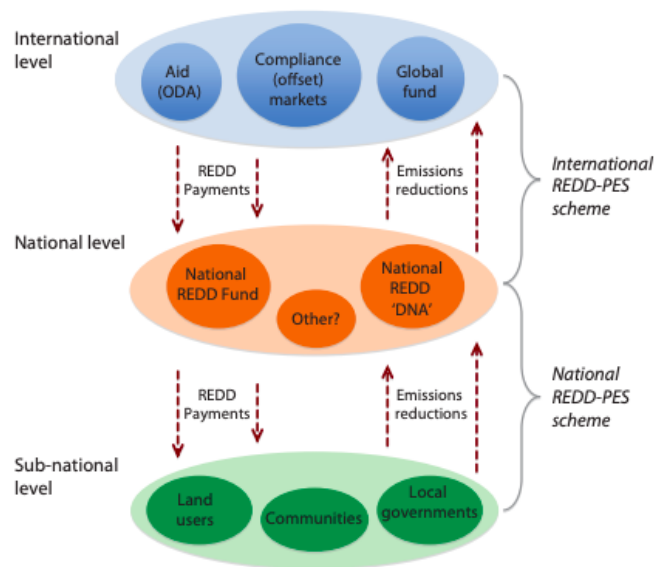 International
level
Aid
(ODA)
Compliance
(offset)
markets
Global
fund
REDD
Payments
Emissions
reductions
International
REDD-PES
scheme
National level
National
REDD Fund
Other?
National
REDD
‘DNA’
REDD
Payments
Emissions
reductions
National
REDD-PES
scheme
Sub-national
level
Land
users
Communities
Local
governments